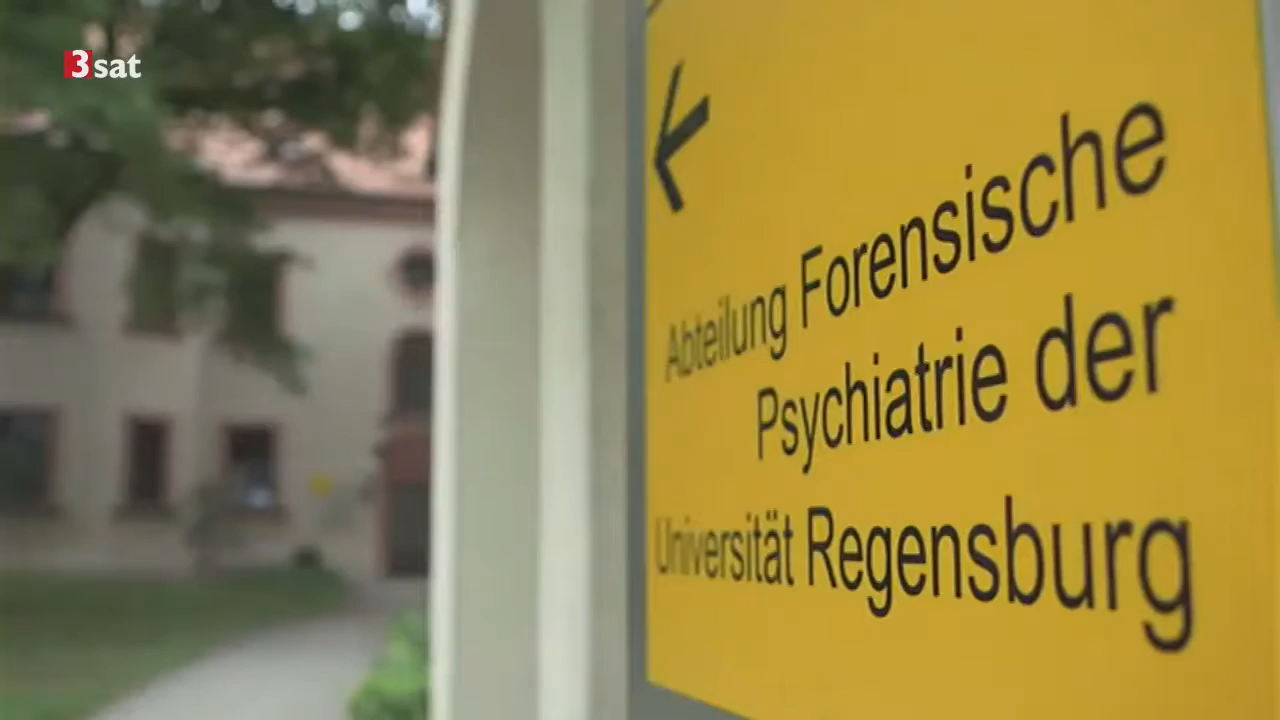 3sat
Abteilung Forensische
Psychiatrie der
Universität Regensburg